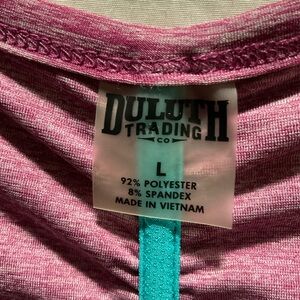 DULUTH
TRADING
CO
L
92% POLYESTER
8% SPANDEX
MADE IN VIETNAM